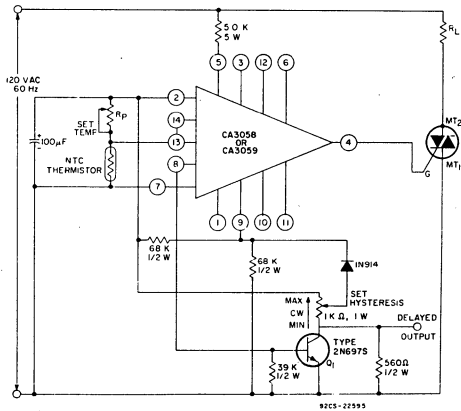 5.0 K
5 W
RL
5
3
12
6
120 VAC
60 Hz
2
RP
MT2
SET
TEMP
14
CA3058
OR
CA3059
4
100µF
13
8
NTC
THERMISTOR
G
MT1
7
1
9
10
11
68 K
1/2 W
1N914
68 K
1/2 W
SET
HYSTERESIS
MAX
CW
MIN
1 K Ω, 1 W
DELAYED
OUTPUT
TYPE
2N697S
39 K
1/2 W
Q1
560Ω
1/2 W
92CS-22595